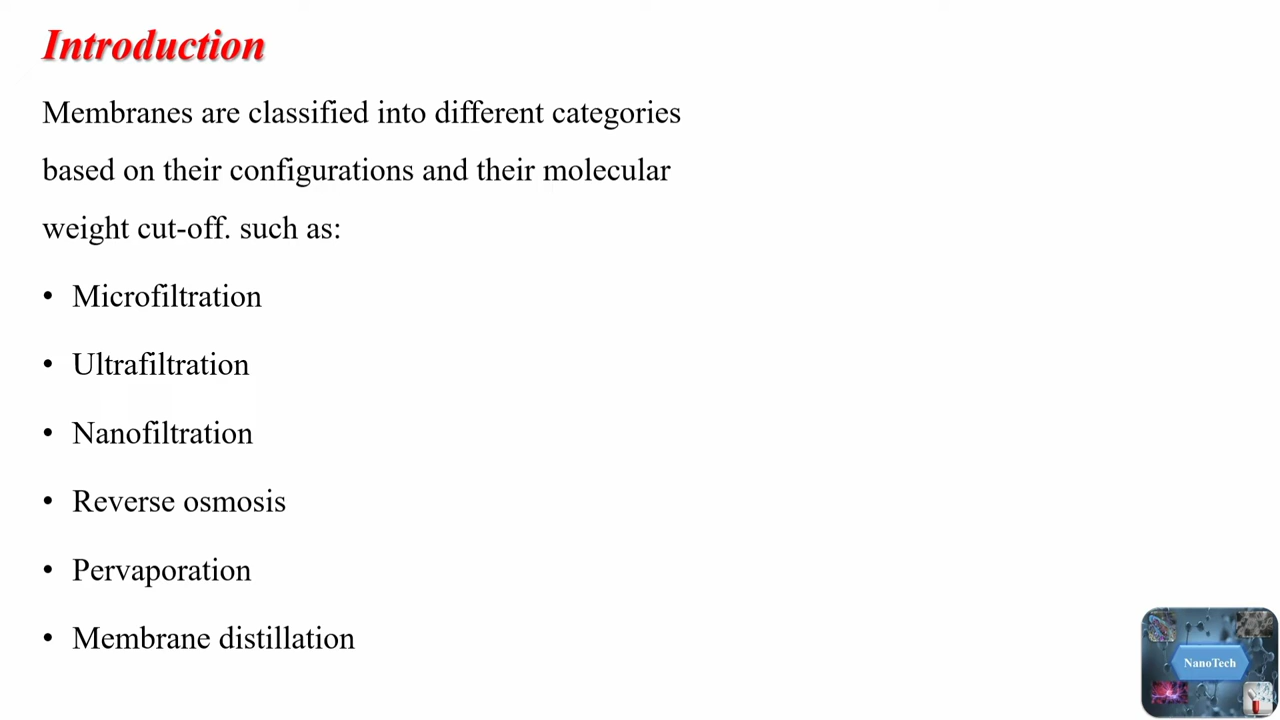 Introduction
Membranes are classified into different categories
based on their configurations and their molecular
weight cut-off. such as:
• Microfiltration
• Ultrafiltration
• Nanofiltration
• Reverse osmosis
• Pervaporation
• Membrane distillation
NanoTech